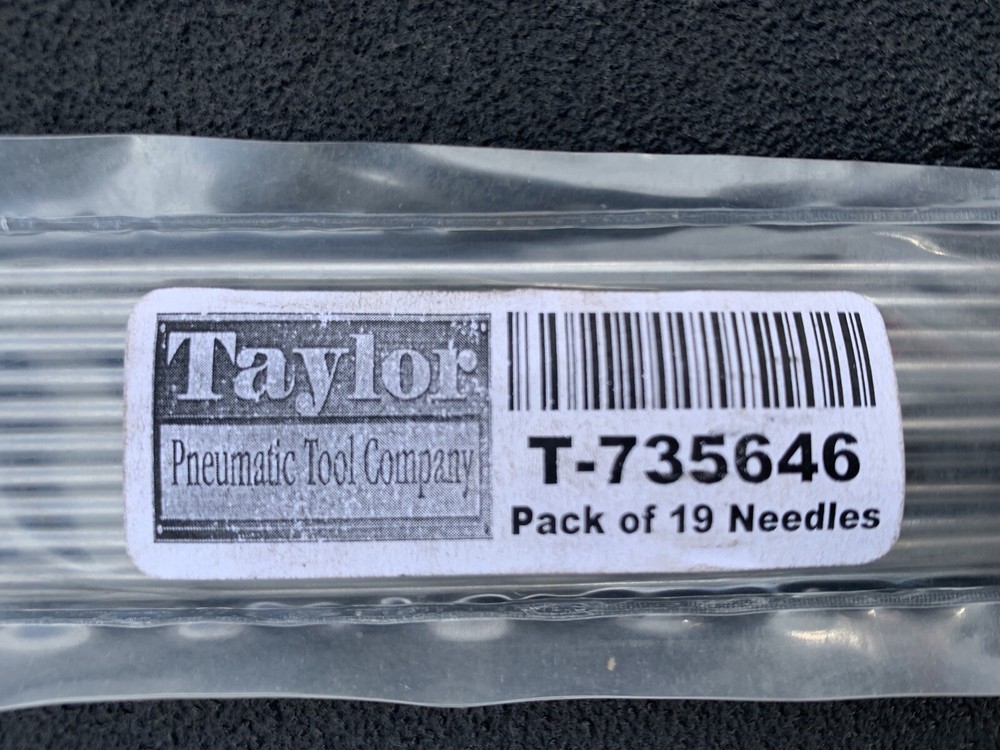 Taylor
Pneumatic Tool Company
T-735646
Pack of 19 Needles